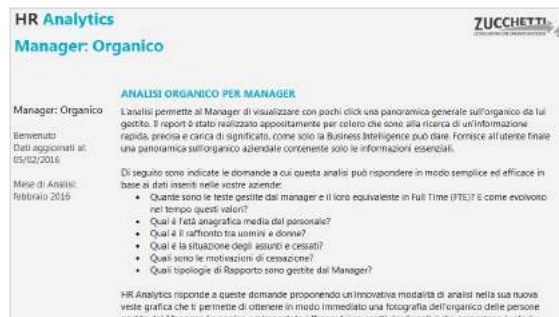 HR Analytics
ZUCCHETTI
Manager: Organico
ANALISI ORGANICO PER MANAGER
Manager: Organico
L'analisi permette al Manager di visualizzare con pochi click una panoramica generale sull'organico da lui
gestito. Il report è stato realizzato appositamente per coloro che sono alla ricerca di un'informazione
Benvenuto
rapida, precisa e carica di significato, come solo la Business Intelligence può dare. Fornisce all'utente finale
Dati aggiornati al:
una panoramica sull'organico aziendale contenente solo le informazioni essenziali.
05/02/2016
Di seguito sono indicate le domande a cui questa analisi può rispondere in modo semplice ed efficace in
Mese di Analisi:
base ai dati inseriti nelle vostre aziende:
febbraio 2016
• Quante sono le teste gestite dal manager e il loro equivalente in Full Time (FTE)? E come evolvono
nel tempo questi valori?
• Qual è l'età anagrafica media del personale?
• Qual è il raffronto tra uomini e donne?
• Qual è la situazione degli assunti e cessati?
• Quali sono le motivazioni di cessazione?
• Quali tipologie di Rapporto sono gestite dal Manager?
HR Analytics risponde a queste domande proponendo un'innovativa modalità di analisi nella sua nuova
veste grafica che ti permette di ottenere in modo immediato una fotografia dell'organico delle persone